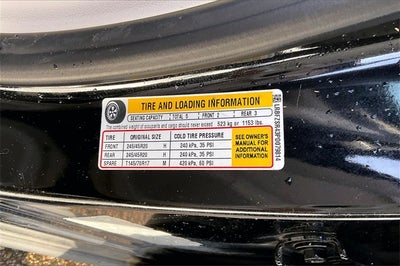 TIRE AND LOADING INFORMATION
SEATING CAPACITY TOTAL 5 FRONT 2 REAR 3
The combined weight of occupants and cargo should never exceed 523 kg or 1153 lbs.
TIRE ORIGINAL SIZE COLD TIRE PRESSURE
FRONT 245/45R20 H 240 kPa, 35 PSI
REAR 245/45R20 H 240 kPa, 35 PSI
SPARE T145/70R17 M 420 kPa, 60 PSI
SEE OWNER'S
MANUAL FOR
ADDITIONAL
INFORMATION